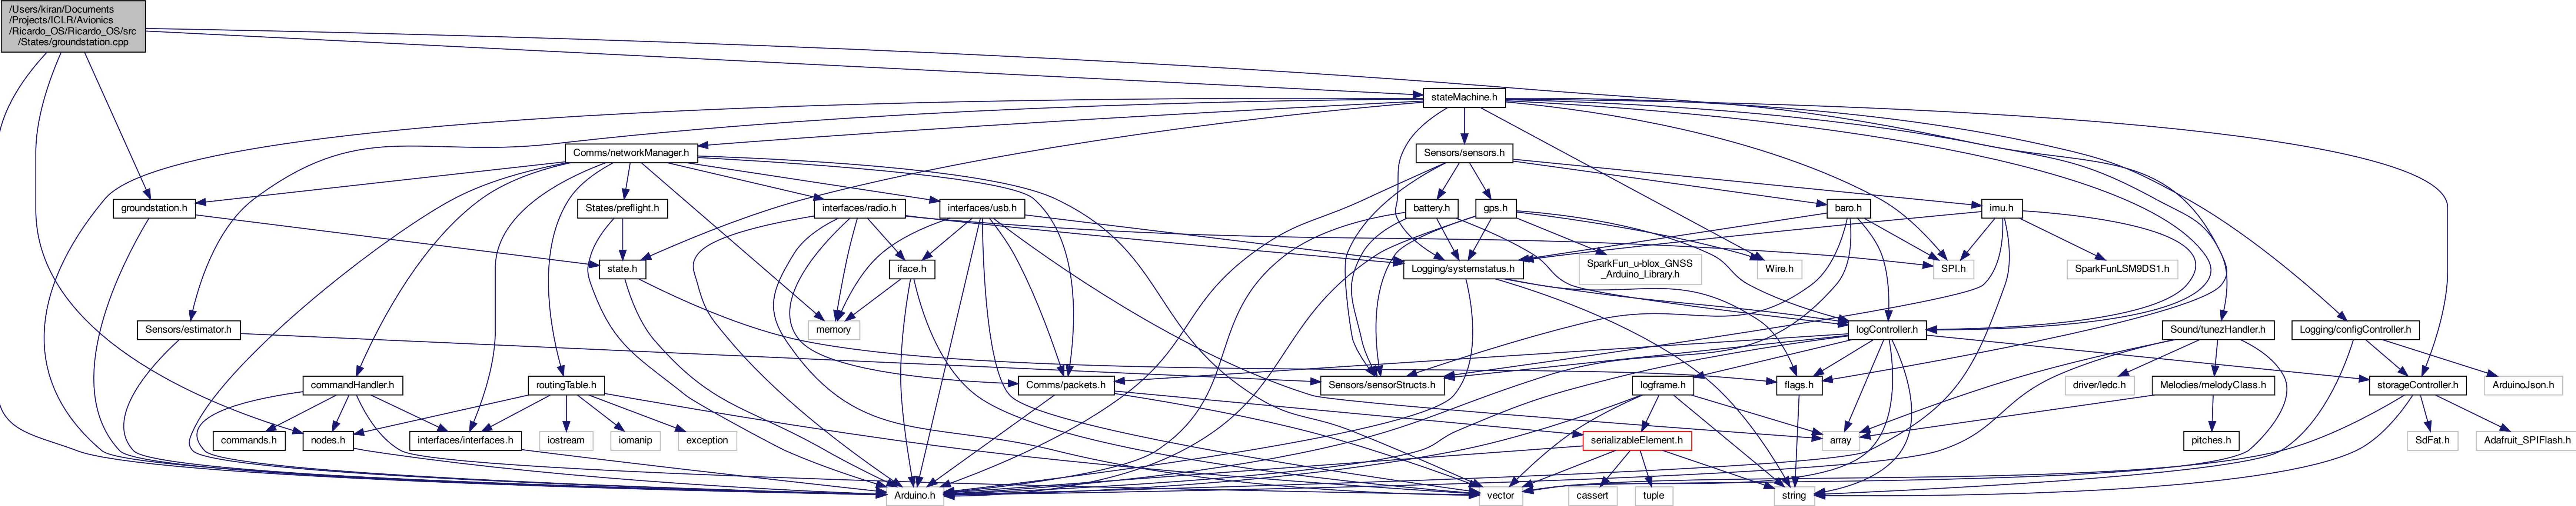 /Users/kiran/Documents
/Projects/ICLR/Avionics
/Ricardo_OS/Ricardo_OS/src
/States/groundstation.cpp
stateMachine.h
Comms/networkManager.h
Sensors/sensors.h
groundstation.h
States/preflight.h
interfaces/radio.h
interfaces/usb.h
battery.h
gps.h
baro.h
imu.h
state.h
iface.h
Logging/systemstatus.h
SparkFun_u-blox_GNSS
_Arduino_Library.h
Wire.h
SPI.h
SparkFunLSM9DS1.h
Sensors/estimator.h
memory
logController.h
Sound/tunezHandler.h
Logging/configController.h
commandHandler.h
routingTable.h
Comms/packets.h
Sensors/sensorStructs.h
logframe.h
flags.h
driver/ledc.h
Melodies/melodyClass.h
storageController.h
ArduinoJson.h
commands.h
nodes.h
interfaces/interfaces.h
iostream
iomanip
exception
serializableElement.h
array
pitches.h
SdFat.h
Adafruit_SPIFlash.h
Arduino.h
vector
cassert
tuple
string